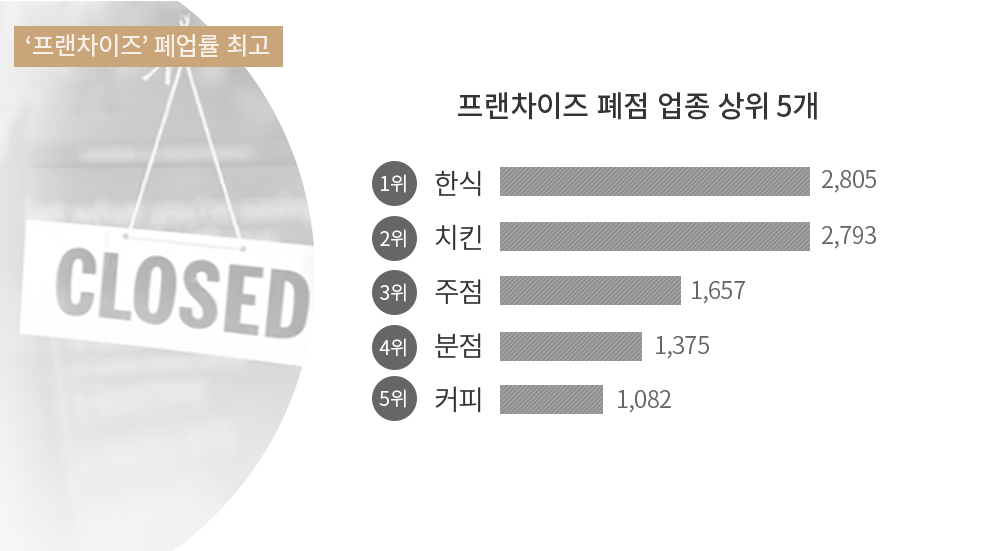 ‘프랜차이즈’ 폐업률 최고
프랜차이즈 폐점 업종 상위 5개
1위 한식 2,805
2위 치킨 2,793
3위 주점 1,657
4위 분점 1,375
5위 커피 1,082
CLOSED